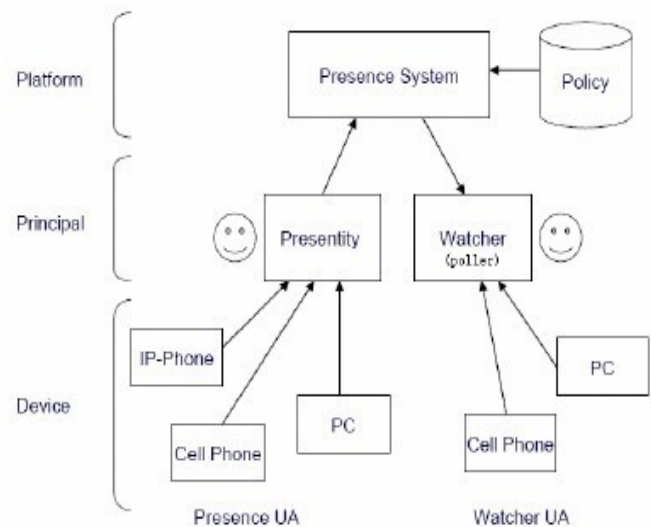 Platform
Presence System
Policy
Principal
Presentity
Watcher
(poller)
Device
IP-Phone
Cell Phone
PC
Cell Phone
PC
Presence UA
Watcher UA